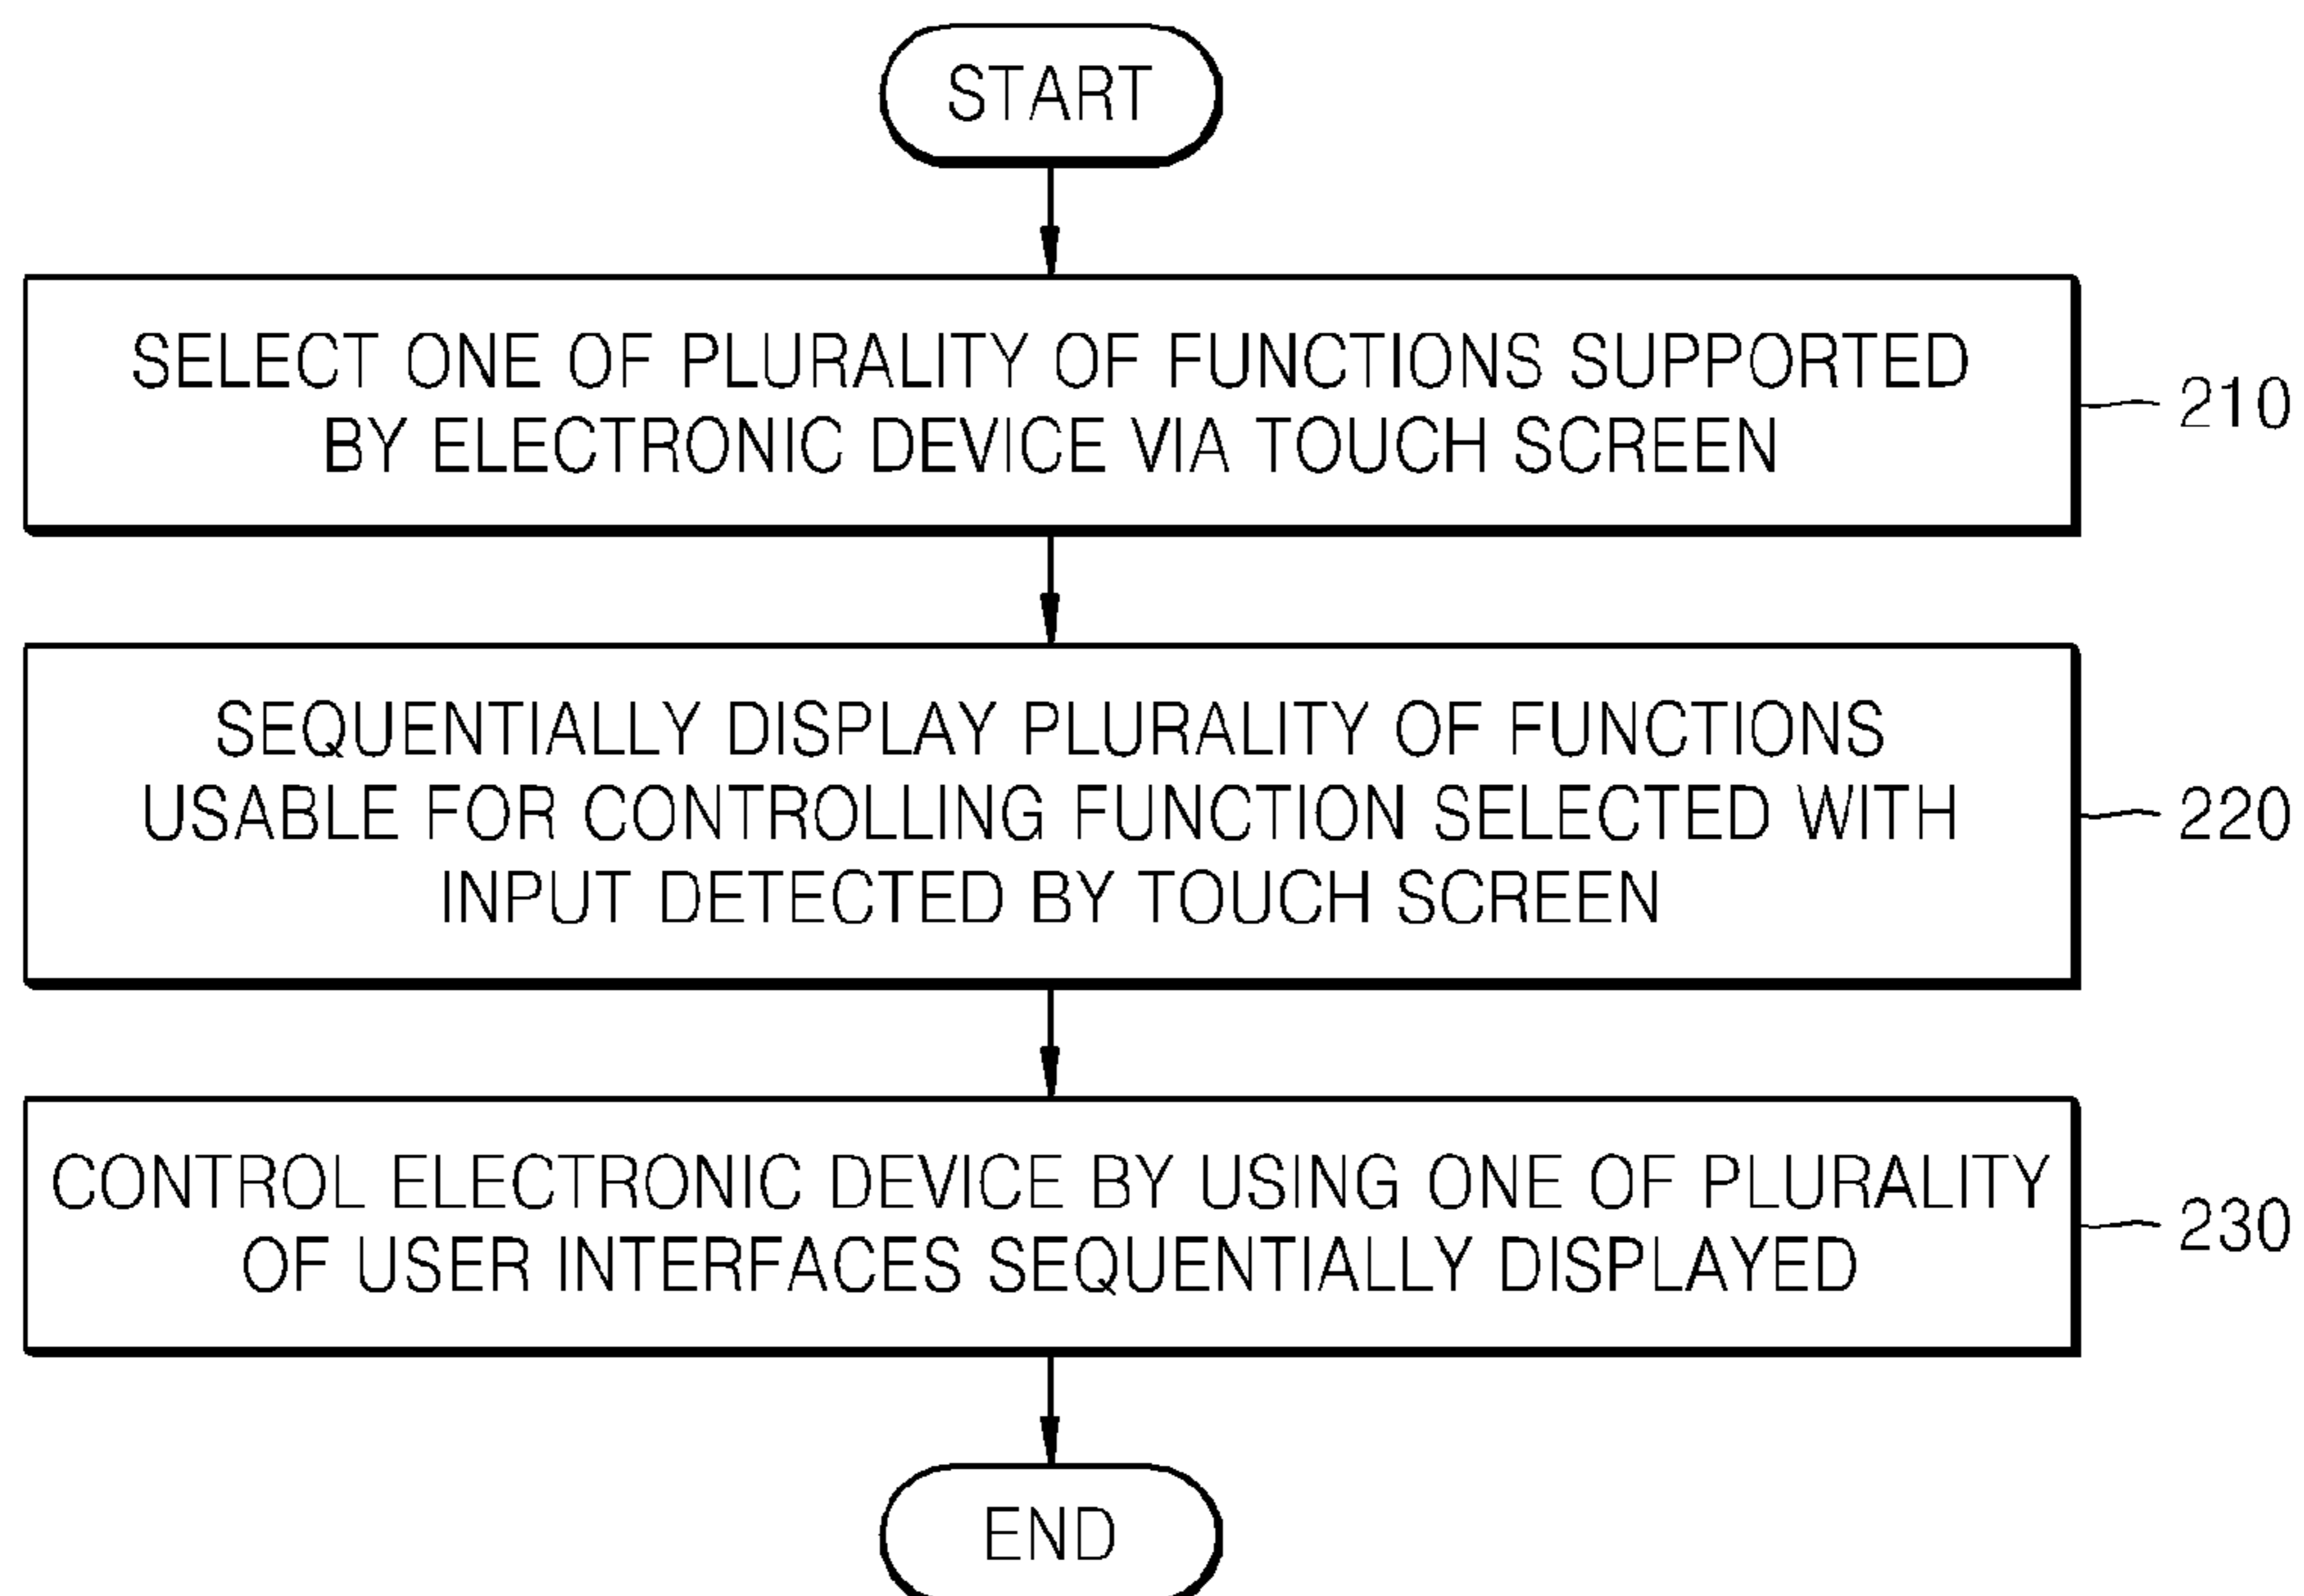 START
SELECT ONE OF PLURALITY OF FUNCTIONS SUPPORTED
BY ELECTRONIC DEVICE VIA TOUCH SCREEN
210
SEQUENTIALLY DISPLAY PLURALITY OF FUNCTIONS
USABLE FOR CONTROLLING FUNCTION SELECTED WITH
INPUT DETECTED BY TOUCH SCREEN
220
CONTROL ELECTRONIC DEVICE BY USING ONE OF PLURALITY
OF USER INTERFACES SEQUENTIALLY DISPLAYED
230
END